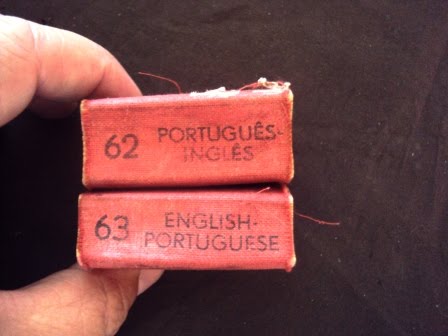 62 PORTUGUÊS-
INGLÊS
63 ENGLISH-
PORTUGUESE